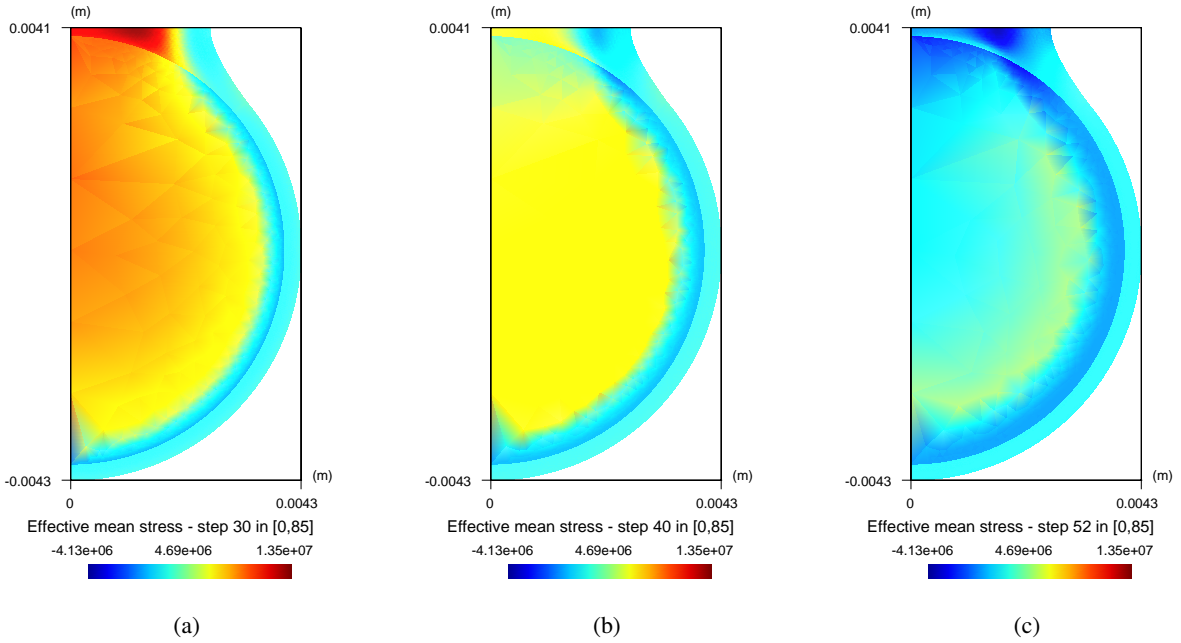 (m)
0.0041
-0.0043
(m)
0
0.0043
Effective mean stress - step 30 in [0,85]
-4.13e+06 4.69e+06 1.35e+07
(a)
(m)
0.0041
-0.0043
(m)
0
0.0043
Effective mean stress - step 40 in [0,85]
-4.13e+06 4.69e+06 1.35e+07
(b)
(m)
0.0041
-0.0043
(m)
0
0.0043
Effective mean stress - step 52 in [0,85]
-4.13e+06 4.69e+06 1.35e+07
(c)